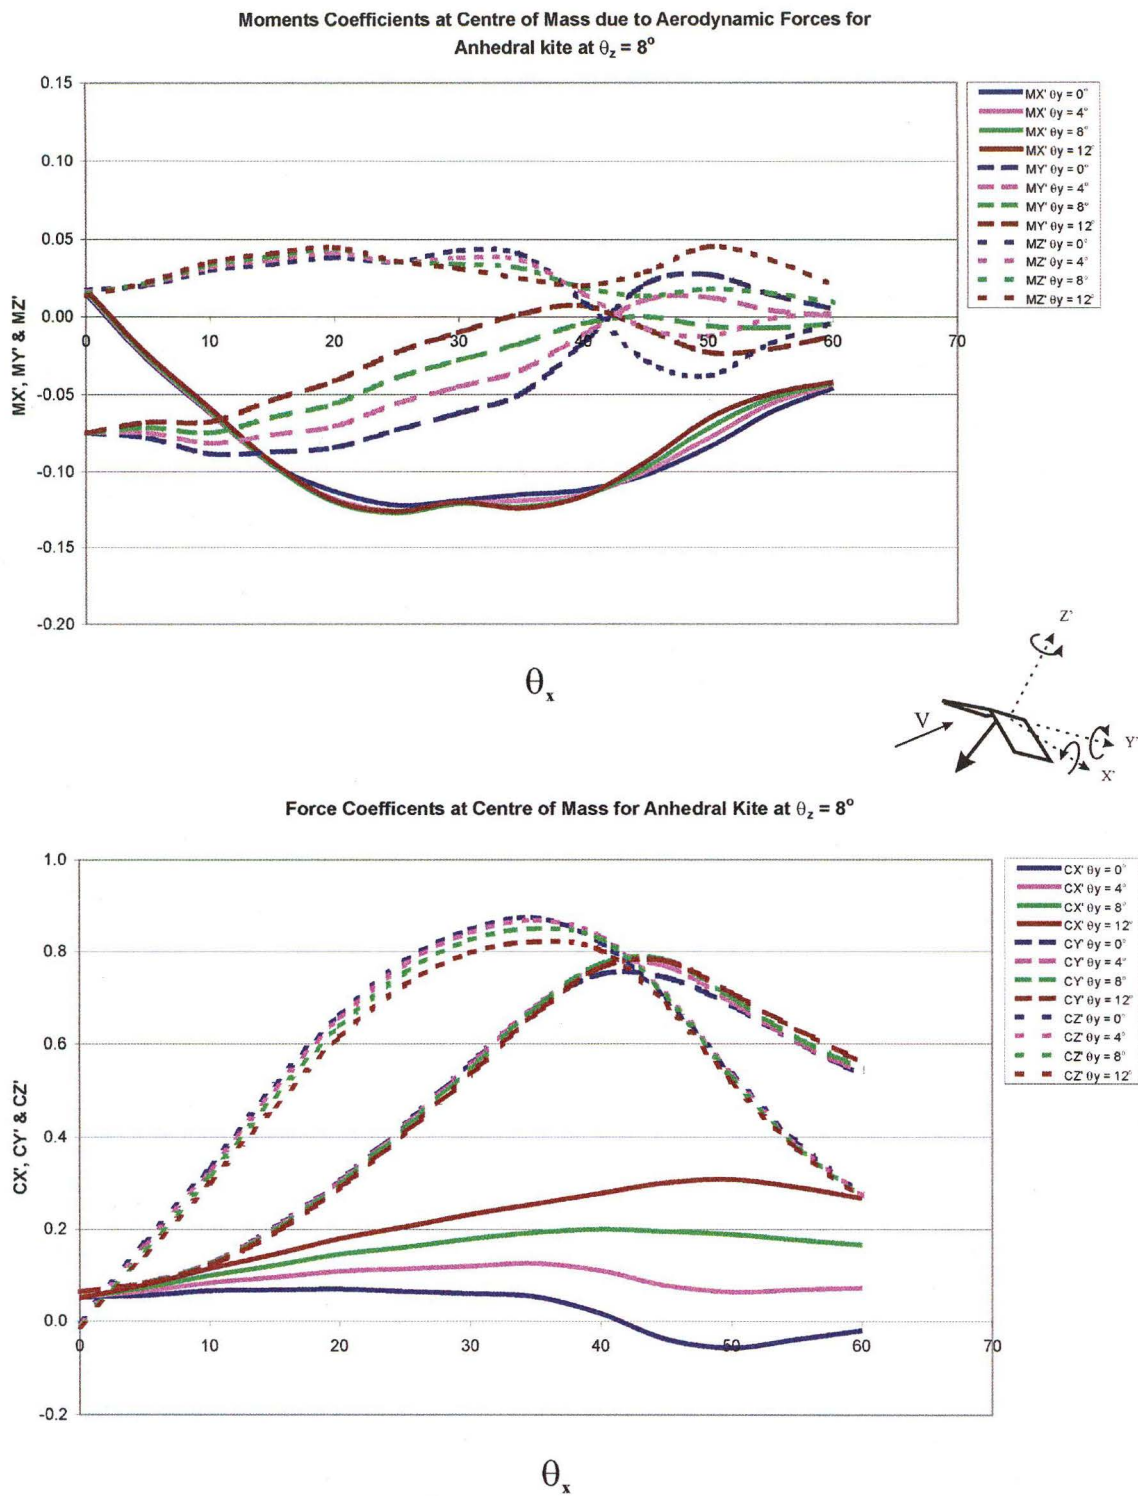 Moments Coefficients at Centre of Mass due to Aerodynamic Forces for
Anhedral kite at θz = 8°
0.15
0.10
0.05
0.00
-0.05
-0.10
-0.15
-0.20
MX', MY' & MZ'
0 10 20 30 40 50 60 70
θx
MX' θy = 0°
MX' θy = 4°
MX' θy = 8°
MX' θy = 12°
MY' θy = 0°
MY' θy = 4°
MY' θy = 8°
MY' θy = 12°
MZ' θy = 0°
MZ' θy = 4°
MZ' θy = 8°
MZ' θy = 12°
Z'
V
Y'
X'
Force Coefficents at Centre of Mass for Anhedral Kite at θz = 8°
1.0
0.8
0.6
0.4
0.2
0.0
-0.2
CX', CY' & CZ'
0 10 20 30 40 50 60 70
θx
CX' θy = 0°
CX' θy = 4°
CX' θy = 8°
CX' θy = 12°
CY' θy = 0°
CY' θy = 4°
CY' θy = 8°
CY' θy = 12°
CZ' θy = 0°
CZ' θy = 4°
CZ' θy = 8°
CZ' θy = 12°